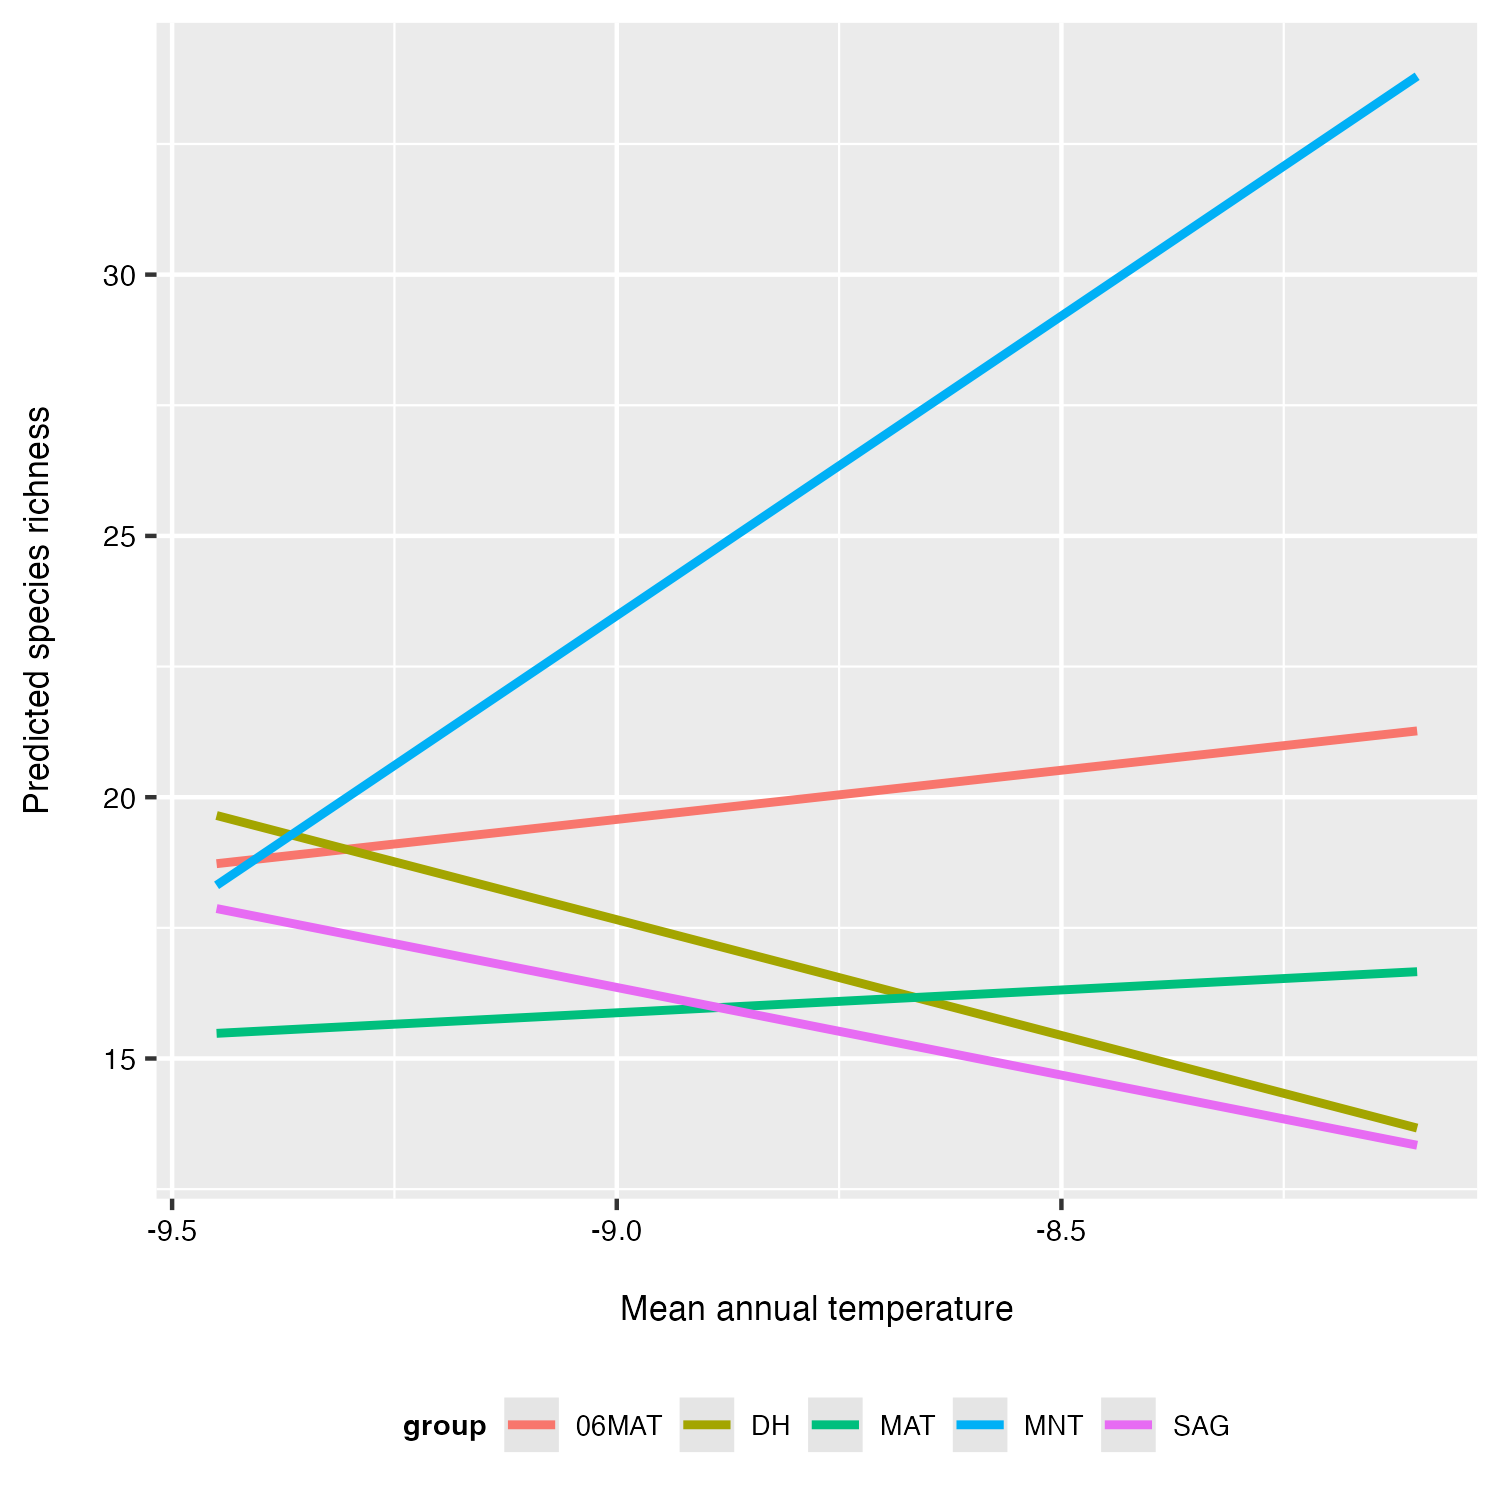 Predicted species richness
30
25
20
15
-9.5 -9.0 -8.5
Mean annual temperature
group 06MAT DH MAT MNT SAG